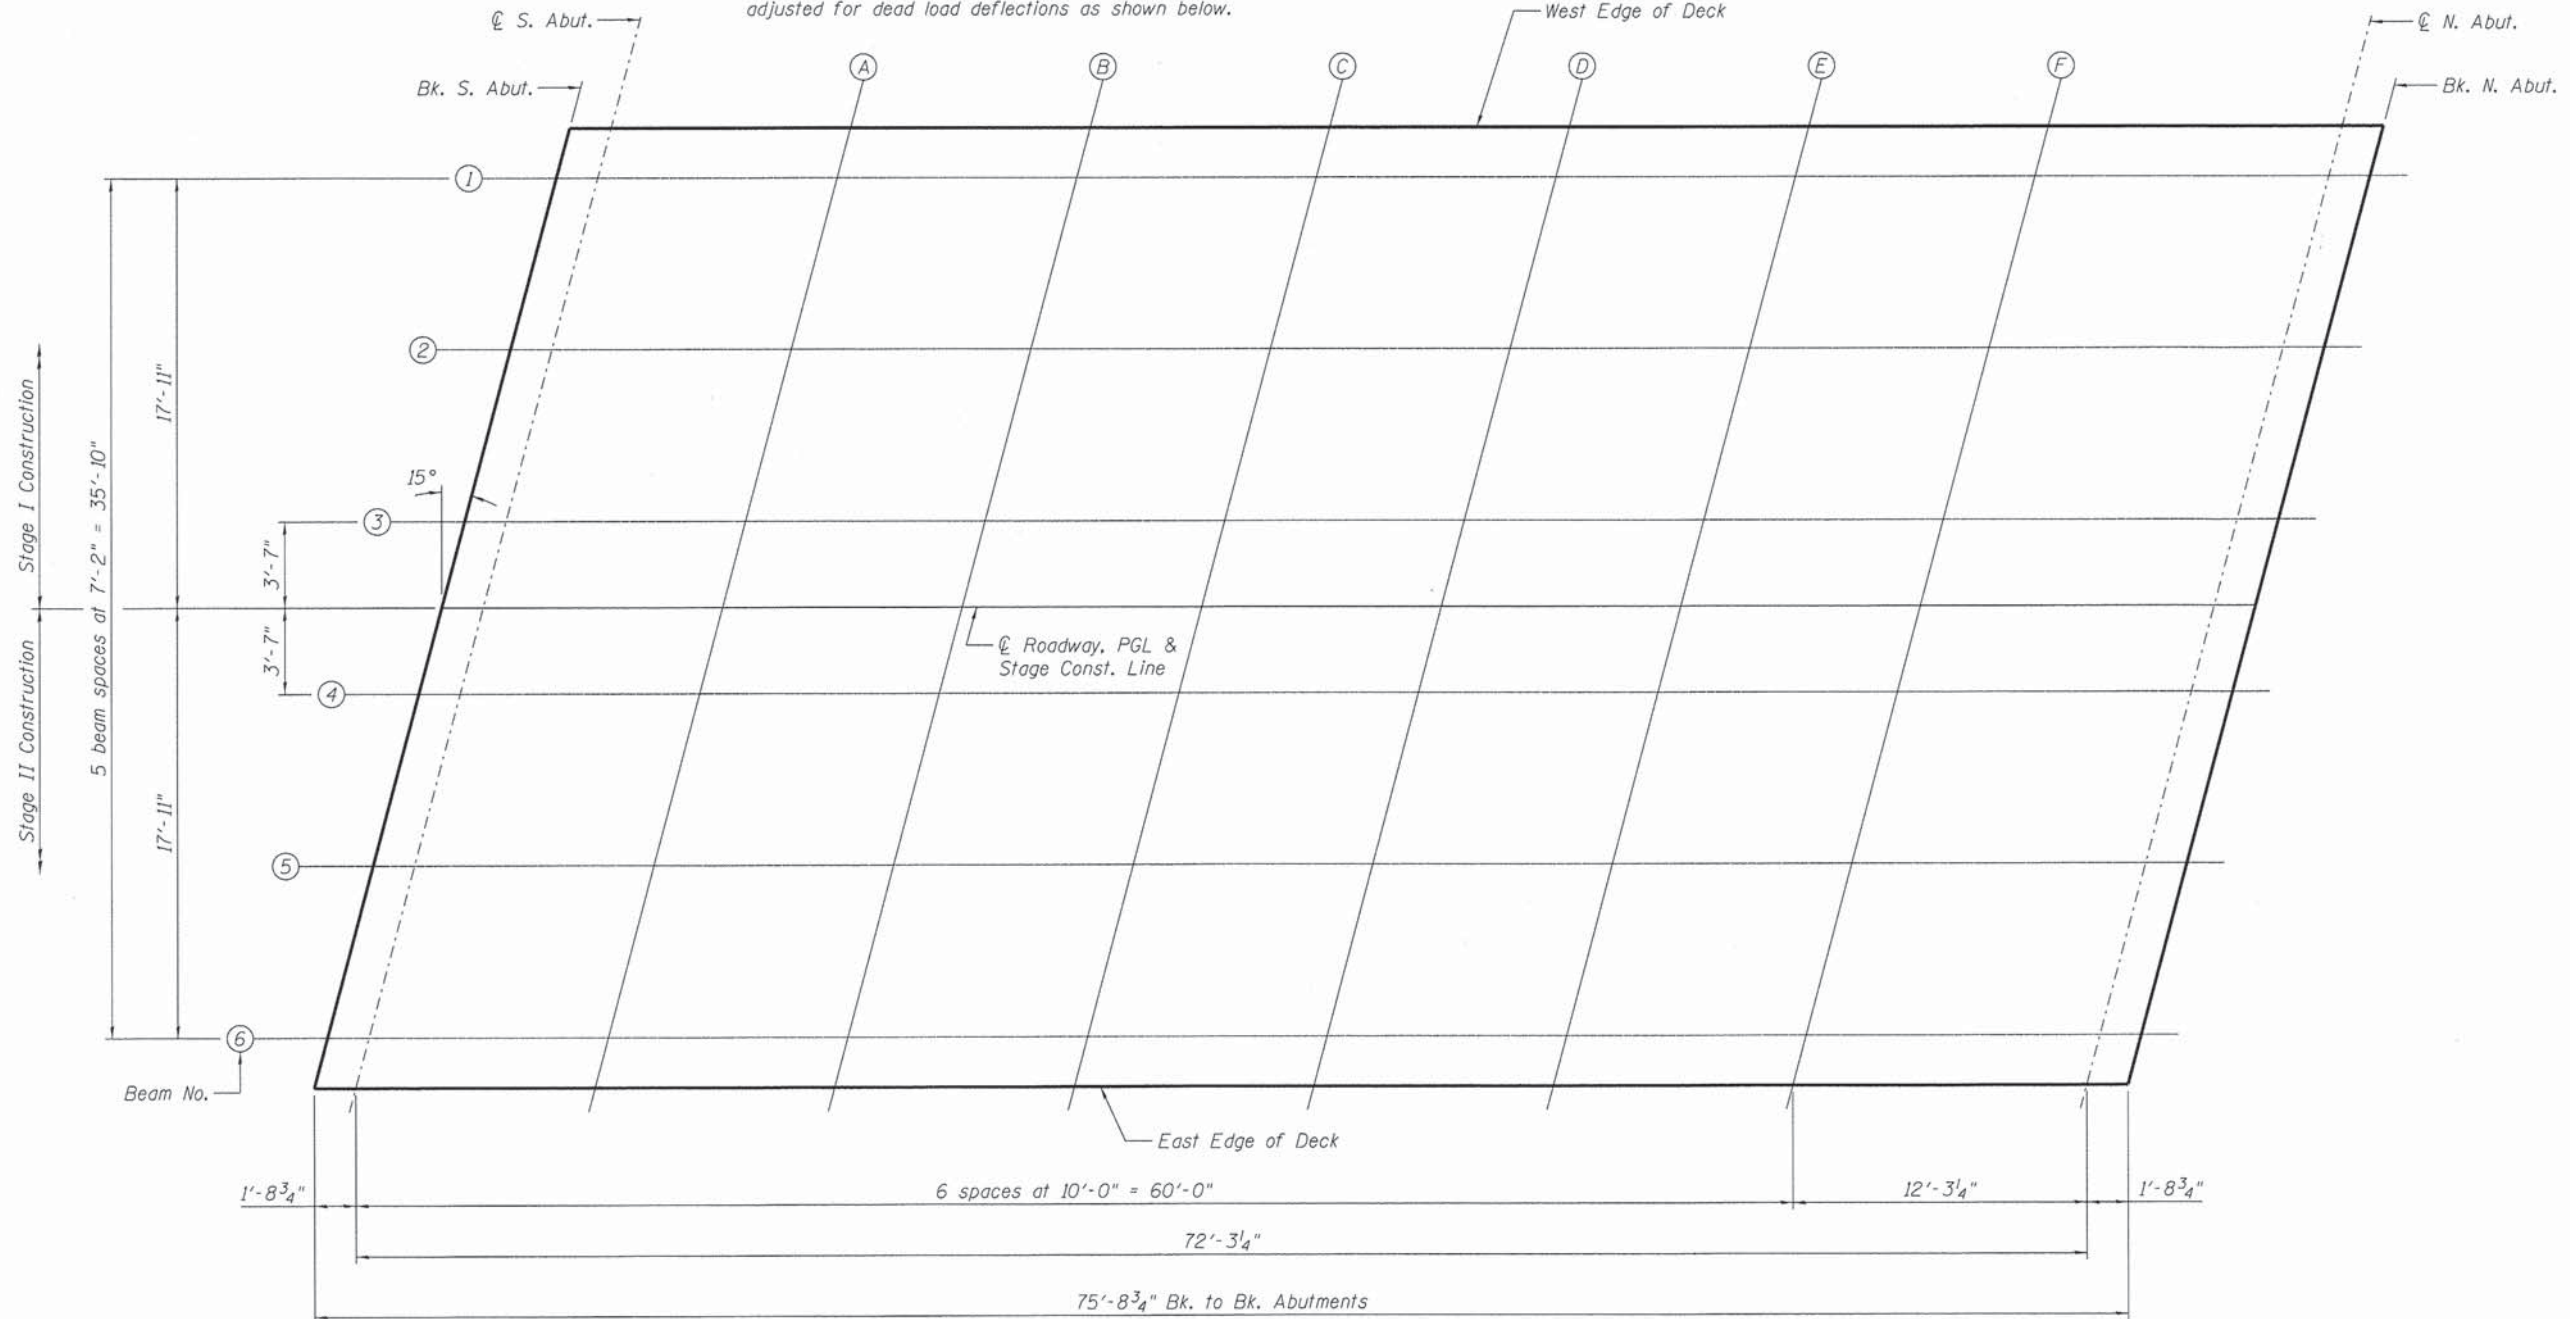 adjusted for dead load deflections as shown below.
℄ S. Abut.
West Edge of Deck
℄ N. Abut.
Bk. S. Abut.
A
B
C
D
E
F
Bk. N. Abut.
1
2
3
4
5
6
Stage I Construction
Stage II Construction
5 beam spaces at 7'-2" = 35'-10"
17'-11"
17'-11"
15°
3'-7"
3'-7"
℄ Roadway, PGL &
Stage Const. Line
Beam No.
East Edge of Deck
1'-8¾"
6 spaces at 10'-0" = 60'-0"
12'-3¼"
1'-8¾"
72'-3¼"
75'-8¾" Bk. to Bk. Abutments